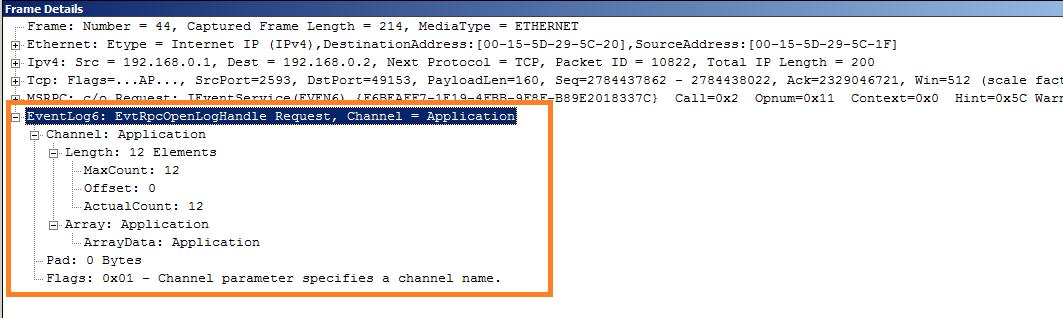 Frame Details
Frame: Number = 44, Captured Frame Length = 214, MediaType = ETHERNET
Ethernet: Etype = Internet IP (IPv4),DestinationAddress:[00-15-5D-29-5C-20],SourceAddress:[00-15-5D-29-5C-1F]
Ipv4: Src = 192.168.0.1, Dest = 192.168.0.2, Next Protocol = TCP, Packet ID = 10822, Total IP Length = 200
Tcp: Flags=...AP..., SrcPort=2593, DstPort=49153, PayloadLen=160, Seq=2784437862 - 2784438022, Ack=2329046721, Win=512 (scale fact
MSRPC: c/o Request: IEventService(EVEN6) {F6BEAFF7-1E19-4FBB-9F8F-B89E2018337C} Call=0x2 Opnum=0x11 Context=0x0 Hint=0x5C Warn
EventLog6: EvtRpcOpenLogHandle Request, Channel = Application
Channel: Application
Length: 12 Elements
MaxCount: 12
Offset: 0
ActualCount: 12
Array: Application
ArrayData: Application
Pad: 0 Bytes
Flags: 0x01 - Channel parameter specifies a channel name.